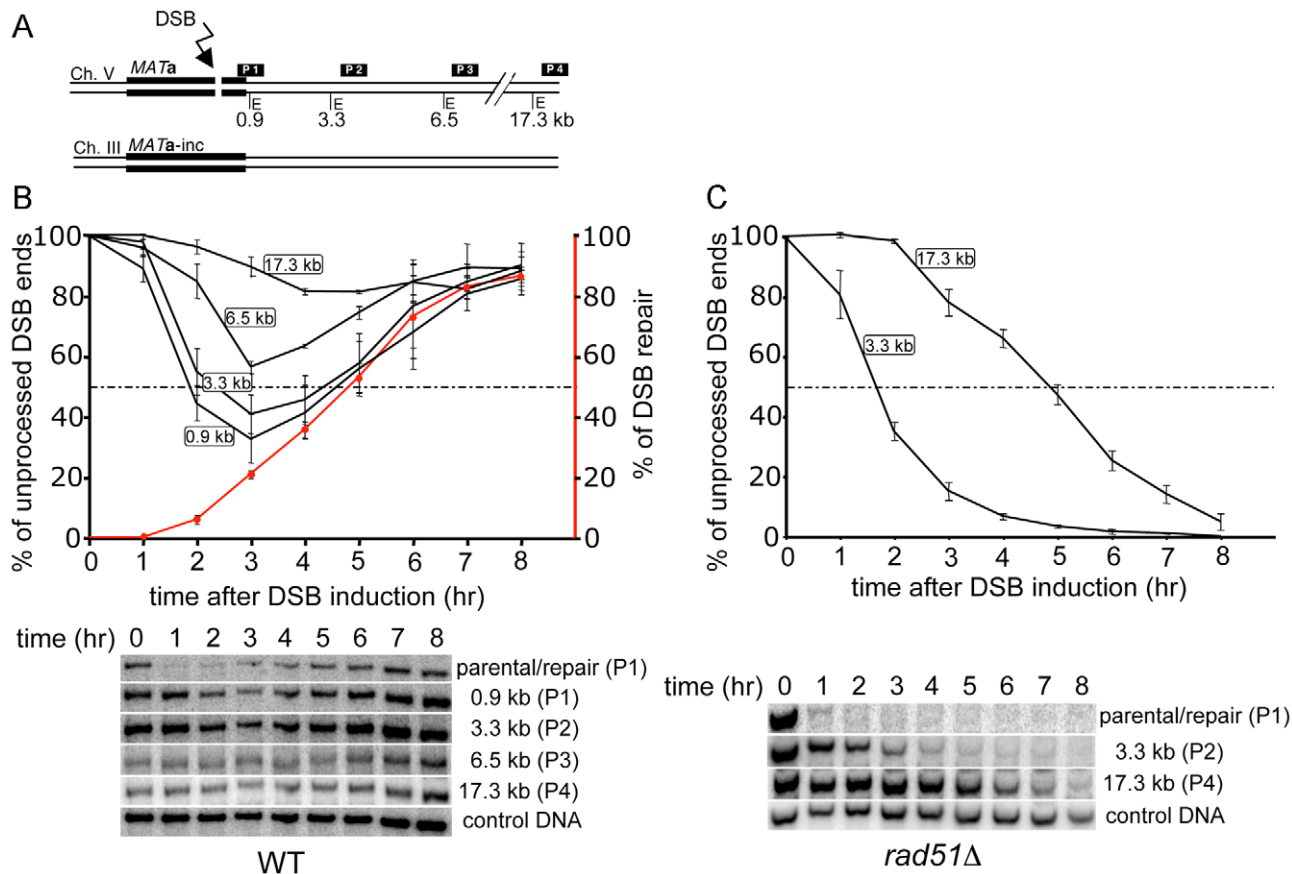 A
DSB
Ch. V MATa P 1 P 2 P 3 P 4
E E E E
0.9 3.3 6.5 17.3 kb
Ch. III MATa-inc
B
% of unprocessed DSB ends
100
80
60
40
20
0
17.3 kb
6.5 kb
3.3 kb
0.9 kb
100
80
60
40
20
0
% of DSB repair
0 1 2 3 4 5 6 7 8
time after DSB induction (hr)
time (hr) 0 1 2 3 4 5 6 7 8
parental/repair (P1)
0.9 kb (P1)
3.3 kb (P2)
6.5 kb (P3)
17.3 kb (P4)
control DNA
WT
C
% of unprocessed DSB ends
100
80
60
40
20
0
17.3 kb
3.3 kb
0 1 2 3 4 5 6 7 8
time after DSB induction (hr)
time (hr) 0 1 2 3 4 5 6 7 8
parental/repair (P1)
3.3 kb (P2)
17.3 kb (P4)
control DNA
rad51Δ